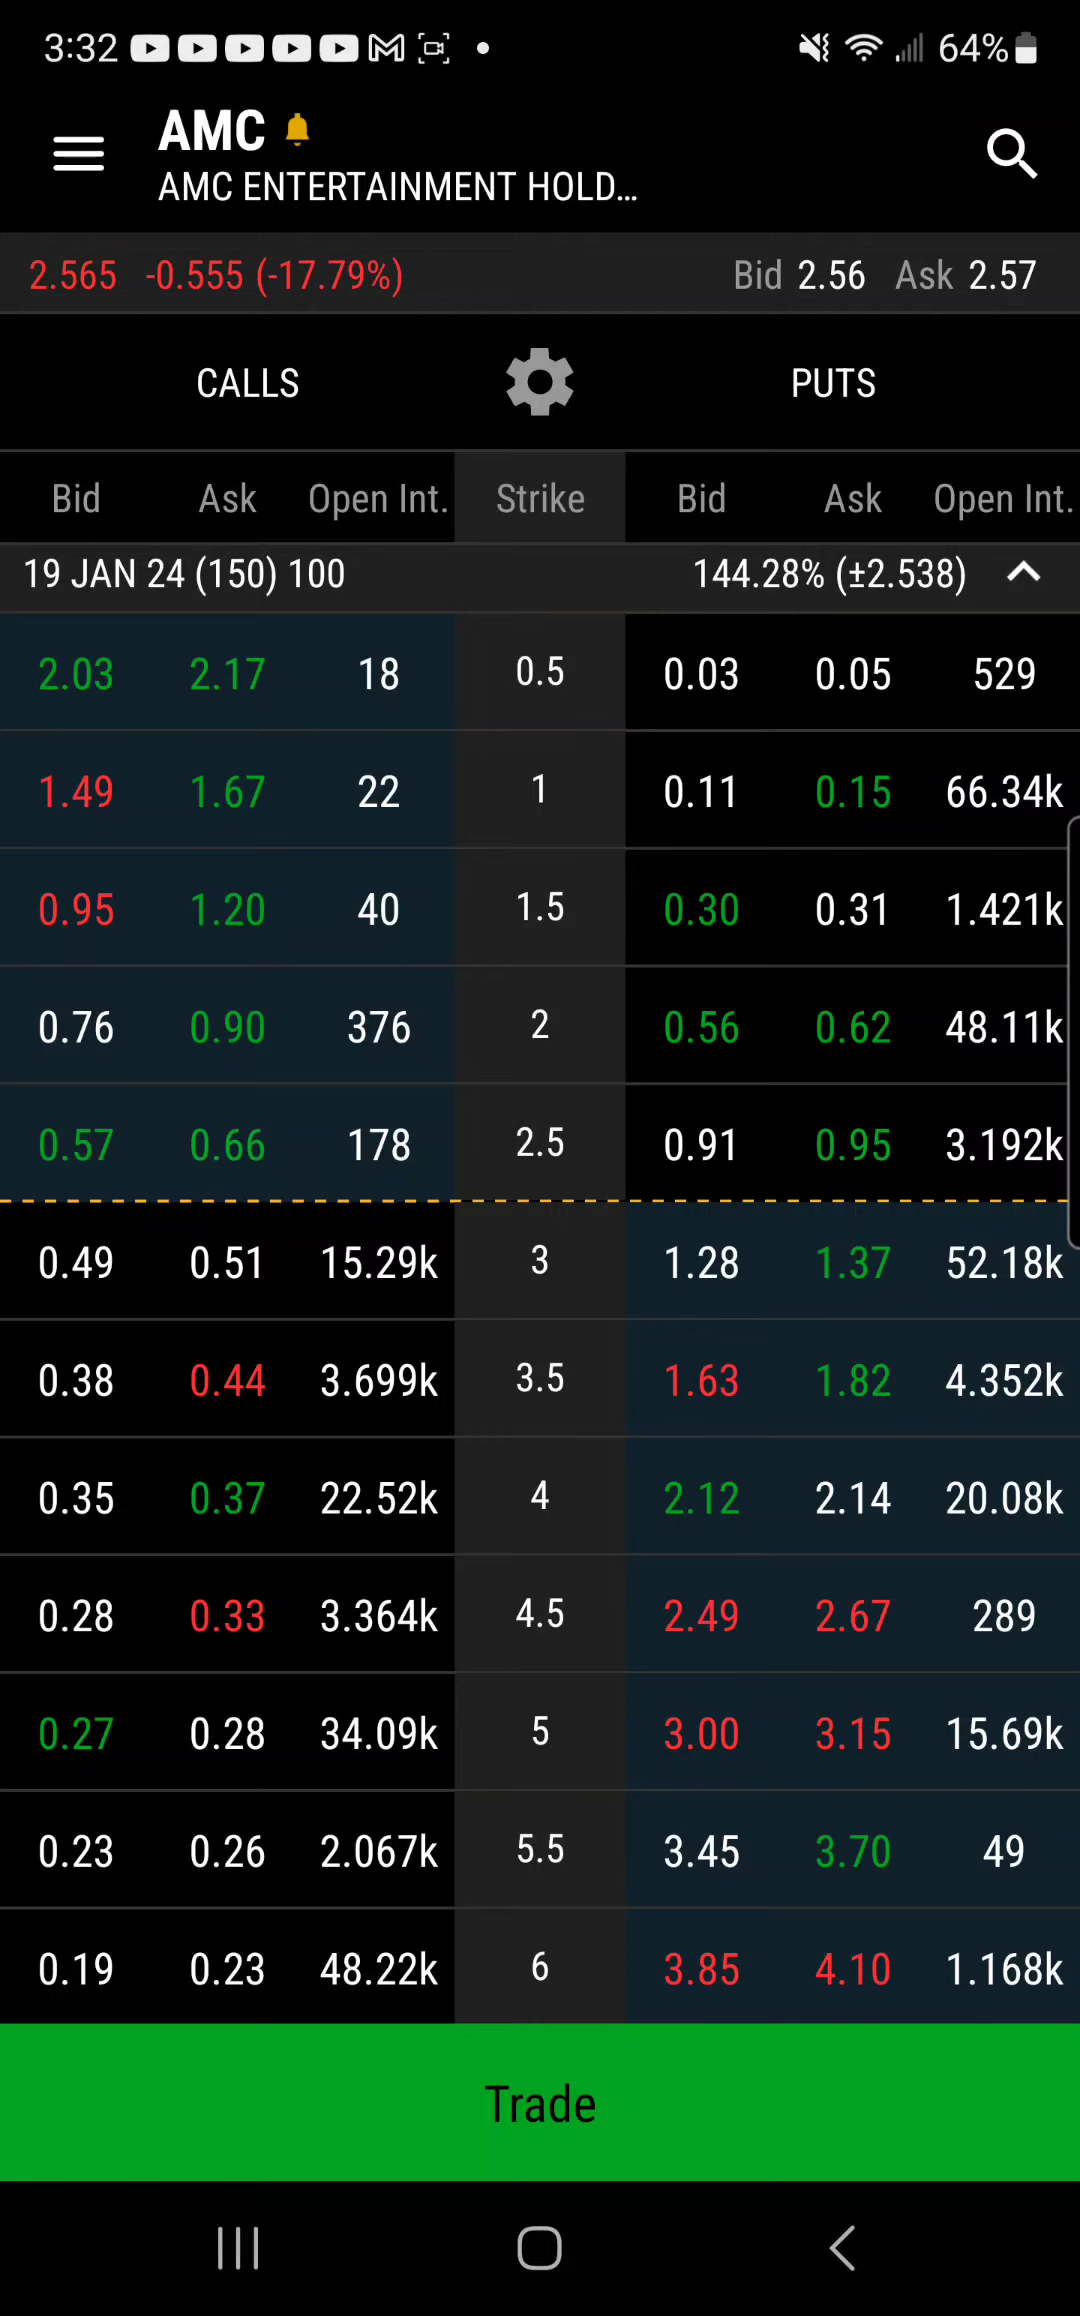 3:32 64%
AMC
AMC ENTERTAINMENT HOLD...
2.565 -0.555 (-17.79%) Bid 2.56 Ask 2.57
CALLS PUTS
Bid Ask Open Int. Strike Bid Ask Open Int.
19 JAN 24 (150) 100 144.28% (±2.538)
2.03 2.17 18 0.5 0.03 0.05 529
1.49 1.67 22 1 0.11 0.15 66.34k
0.95 1.20 40 1.5 0.30 0.31 1.421k
0.76 0.90 376 2 0.56 0.62 48.11k
0.57 0.66 178 2.5 0.91 0.95 3.192k
0.49 0.51 15.29k 3 1.28 1.37 52.18k
0.38 0.44 3.699k 3.5 1.63 1.82 4.352k
0.35 0.37 22.52k 4 2.12 2.14 20.08k
0.28 0.33 3.364k 4.5 2.49 2.67 289
0.27 0.28 34.09k 5 3.00 3.15 15.69k
0.23 0.26 2.067k 5.5 3.45 3.70 49
0.19 0.23 48.22k 6 3.85 4.10 1.168k
Trade